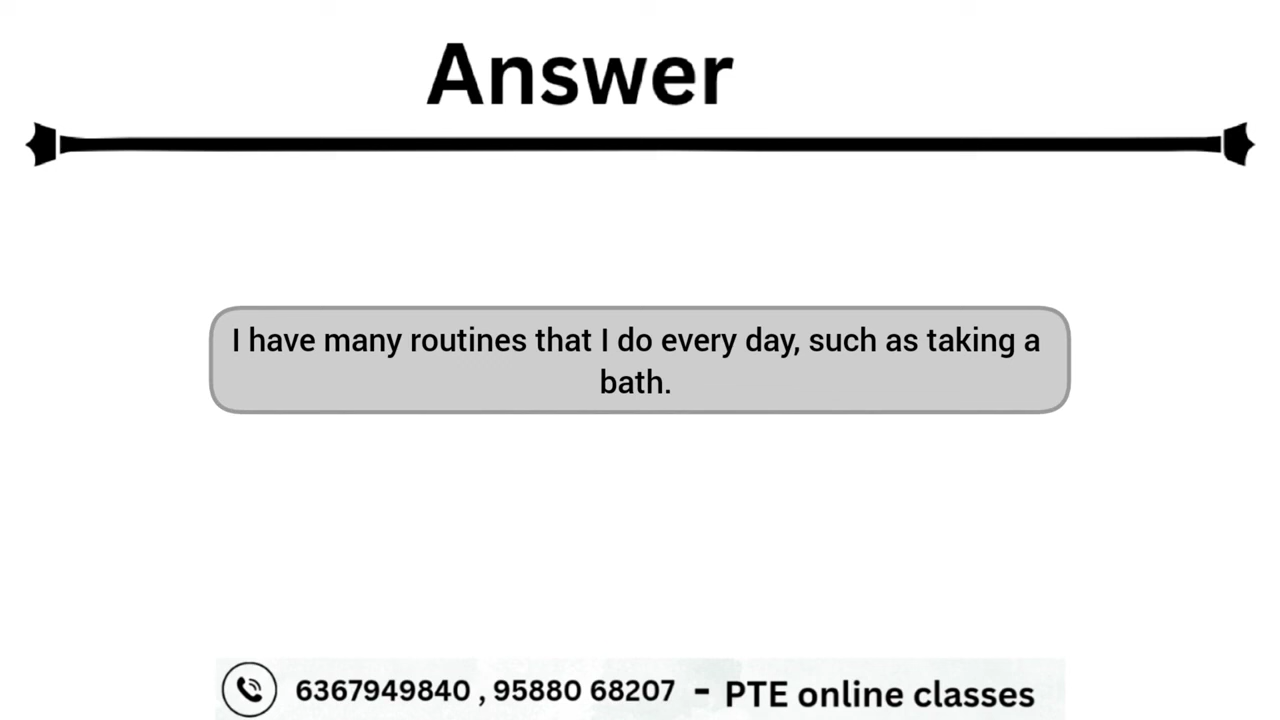 Answer
I have many routines that I do every day, such as taking a
bath.
6367949840 , 95880 68207 - PTE online classes